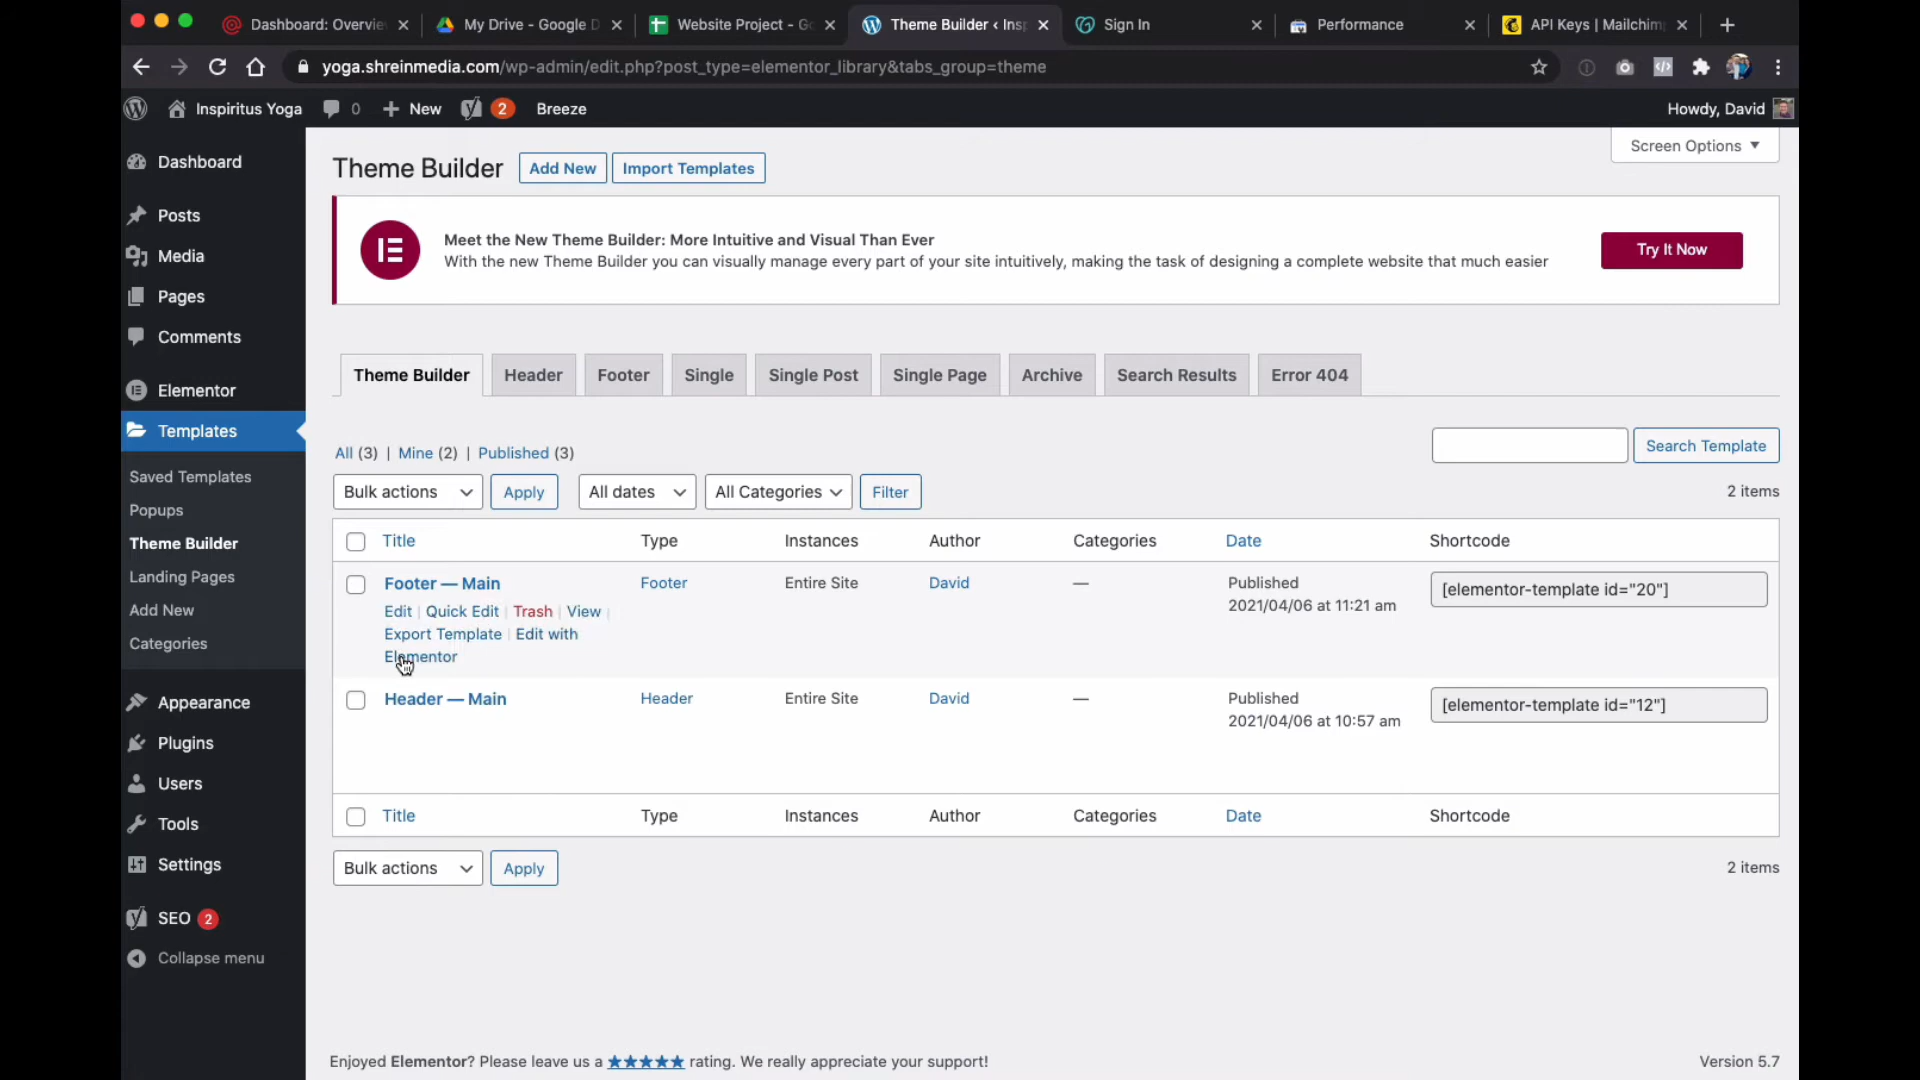 Dashboard: Overvie
My Drive - Google D
Website Project - Go
Theme Builder ‹ Insp
Sign In
Performance
API Keys | Mailchimp
yoga.shreinmedia.com/wp-admin/edit.php?post_type=elementor_library&tabs_group=theme
Inspiritus Yoga
0
New
2
Breeze
Howdy, David
Dashboard
Posts
Media
Pages
Comments
Elementor
Templates
Saved Templates
Popups
Theme Builder
Landing Pages
Add New
Categories
Appearance
Plugins
Users
Tools
Settings
SEO 2
Collapse menu
Screen Options
Theme Builder
Add New
Import Templates
Meet the New Theme Builder: More Intuitive and Visual Than Ever
With the new Theme Builder you can visually manage every part of your site intuitively, making the task of designing a complete website that much easier
Try It Now
Theme Builder Header Footer Single Single Post Single Page Archive Search Results Error 404
All (3) | Mine (2) | Published (3)
Search Template
Bulk actions Apply All dates All Categories Filter 2 items
Title Type Instances Author Categories Date Shortcode
Footer — Main Footer Entire Site David — Published [elementor-template id="20"]
2021/04/06 at 11:21 am
Edit | Quick Edit | Trash | View |
Export Template | Edit with
Elementor
Header — Main Header Entire Site David — Published [elementor-template id="12"]
2021/04/06 at 10:57 am
Title Type Instances Author Categories Date Shortcode
Bulk actions Apply 2 items
Enjoyed Elementor? Please leave us a ★★★★★ rating. We really appreciate your support!
Version 5.7